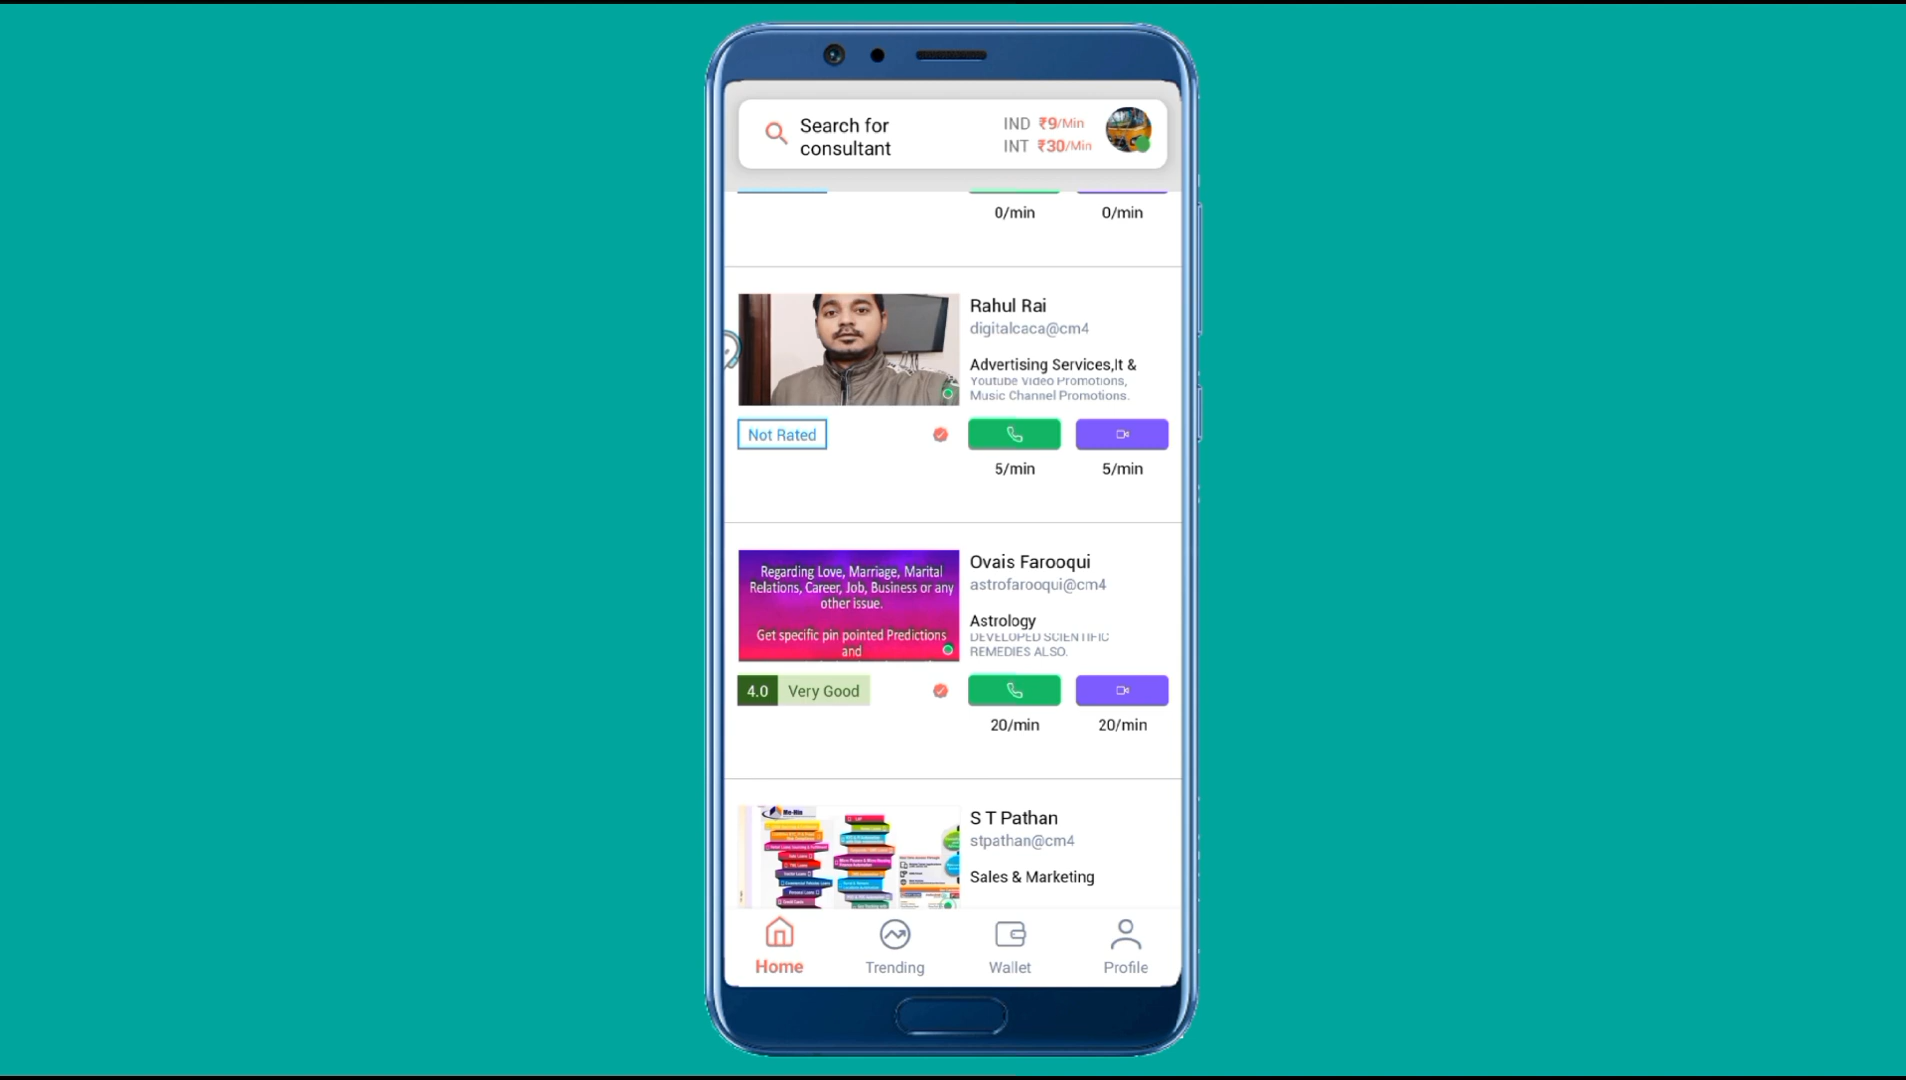 Search for
consultant
IND ₹9/Min
INT ₹30/Min
0/min 0/min
Rahul Rai
digitalcaca@cm4
Advertising Services,It &
Youtube Video Promotions,
Music Channel Promotions.
Not Rated
5/min 5/min
Regarding Love, Marriage, Marital
Relations, Career, Job, Business or any
other issue.
Get specific pin pointed Predictions
and
Ovais Farooqui
astrofarooqui@cm4
Astrology
DEVELOPED SCIENTIFIC
REMEDIES ALSO.
4.0 Very Good
20/min 20/min
S T Pathan
stpathan@cm4
Sales & Marketing
Home Trending Wallet Profile